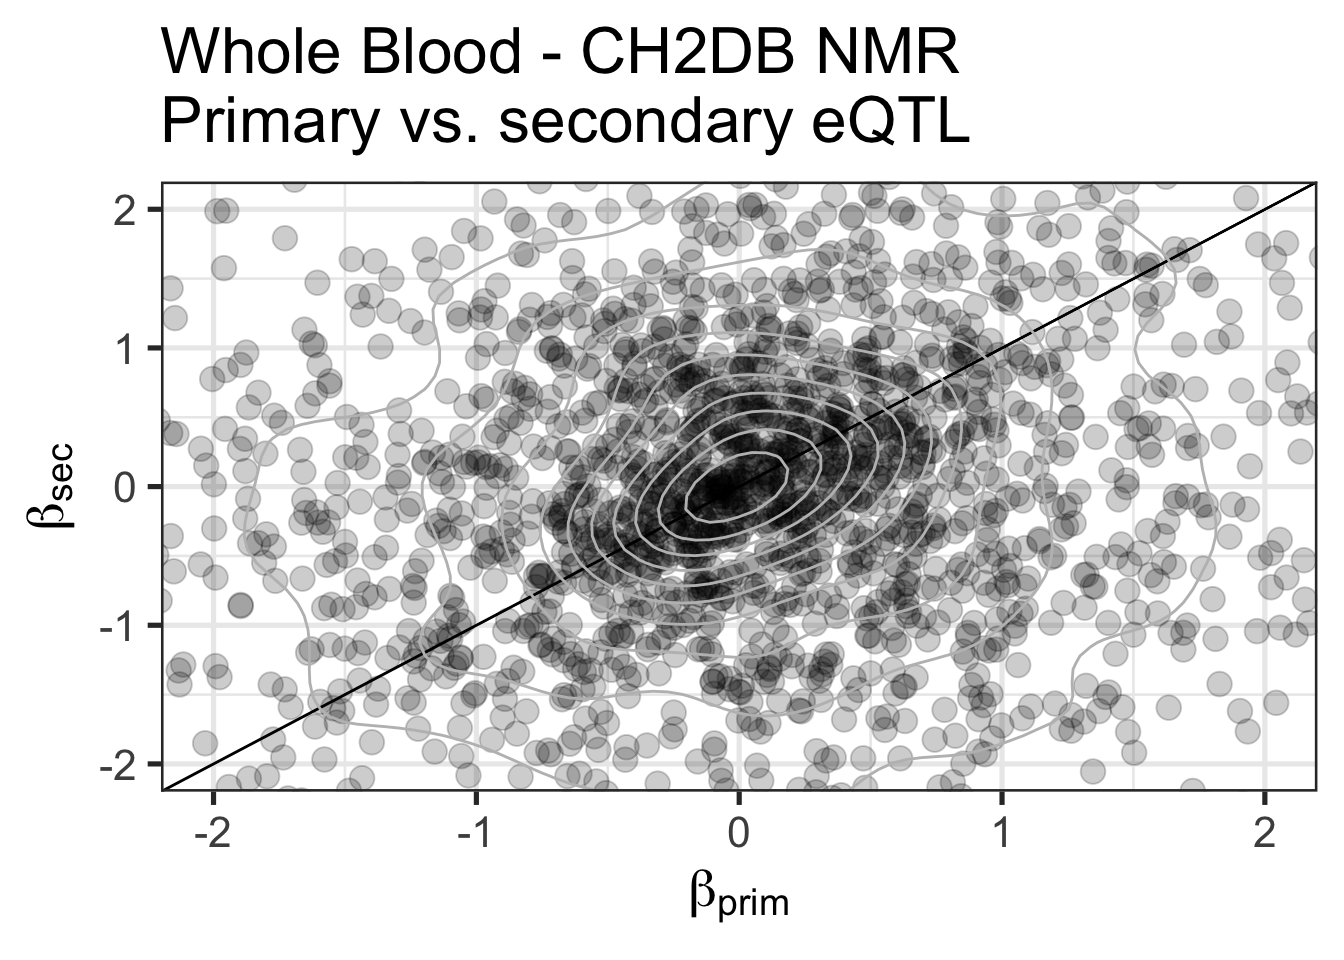 Whole Blood - CH2DB NMR
Primary vs. secondary eQTL
2
1
0
-1
-2
βsec
-2 -1 0 1 2
βprim